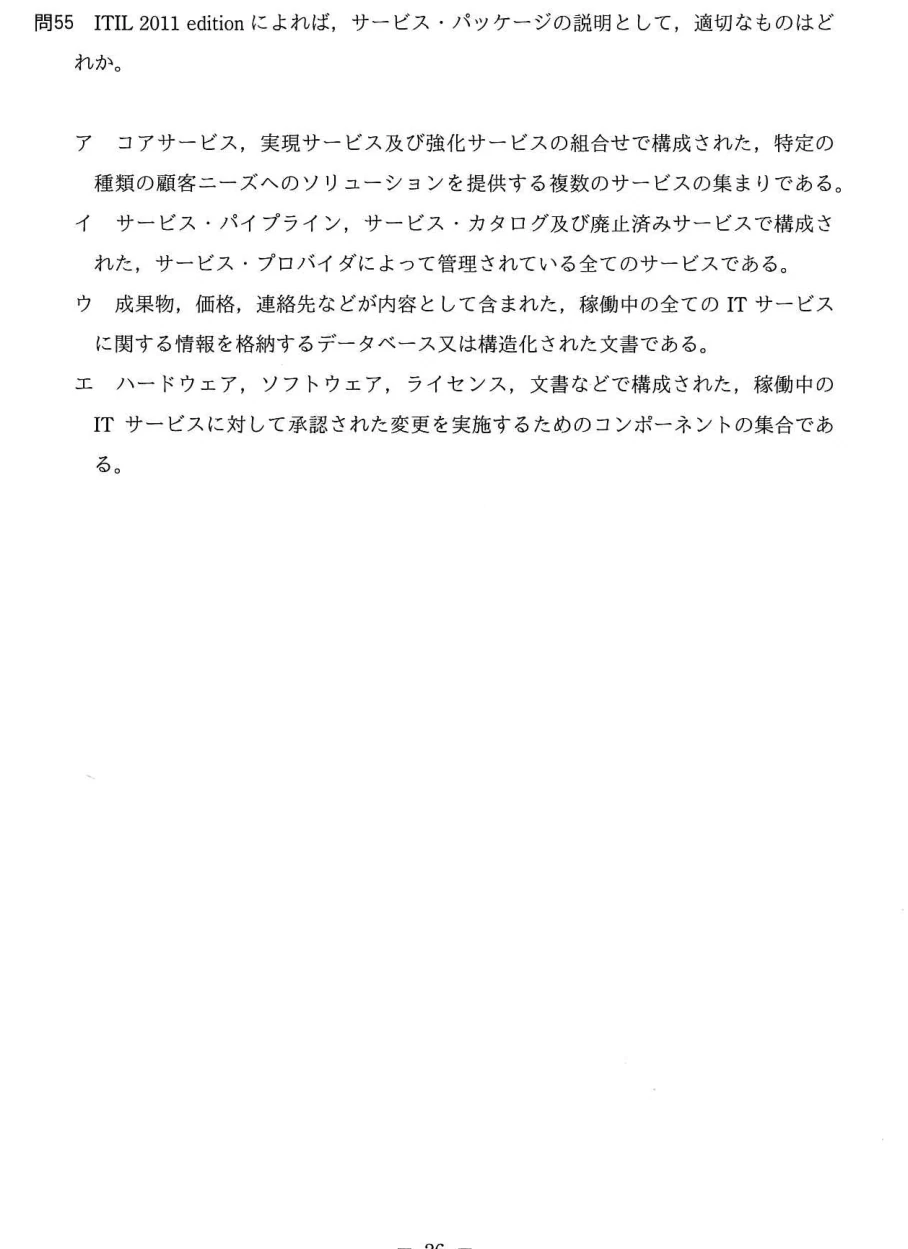 問55 ITIL 2011 edition によれば，サービス・パッケージの説明として，適切なものはど
れか。
ア コアサービス，実現サービス及び強化サービスの組合せで構成された，特定の
種類の顧客ニーズへのソリューションを提供する複数のサービスの集まりである。
イ サービス・パイプライン，サービス・カタログ及び廃止済みサービスで構成さ
れた，サービス・プロバイダによって管理されている全てのサービスである。
ウ 成果物，価格，連絡先などが内容として含まれた，稼働中の全ての IT サービス
に関する情報を格納するデータベース又は構造化された文書である。
エ ハードウェア，ソフトウェア，ライセンス，文書などで構成された，稼働中の
IT サービスに対して承認された変更を実施するためのコンポーネントの集合であ
る。